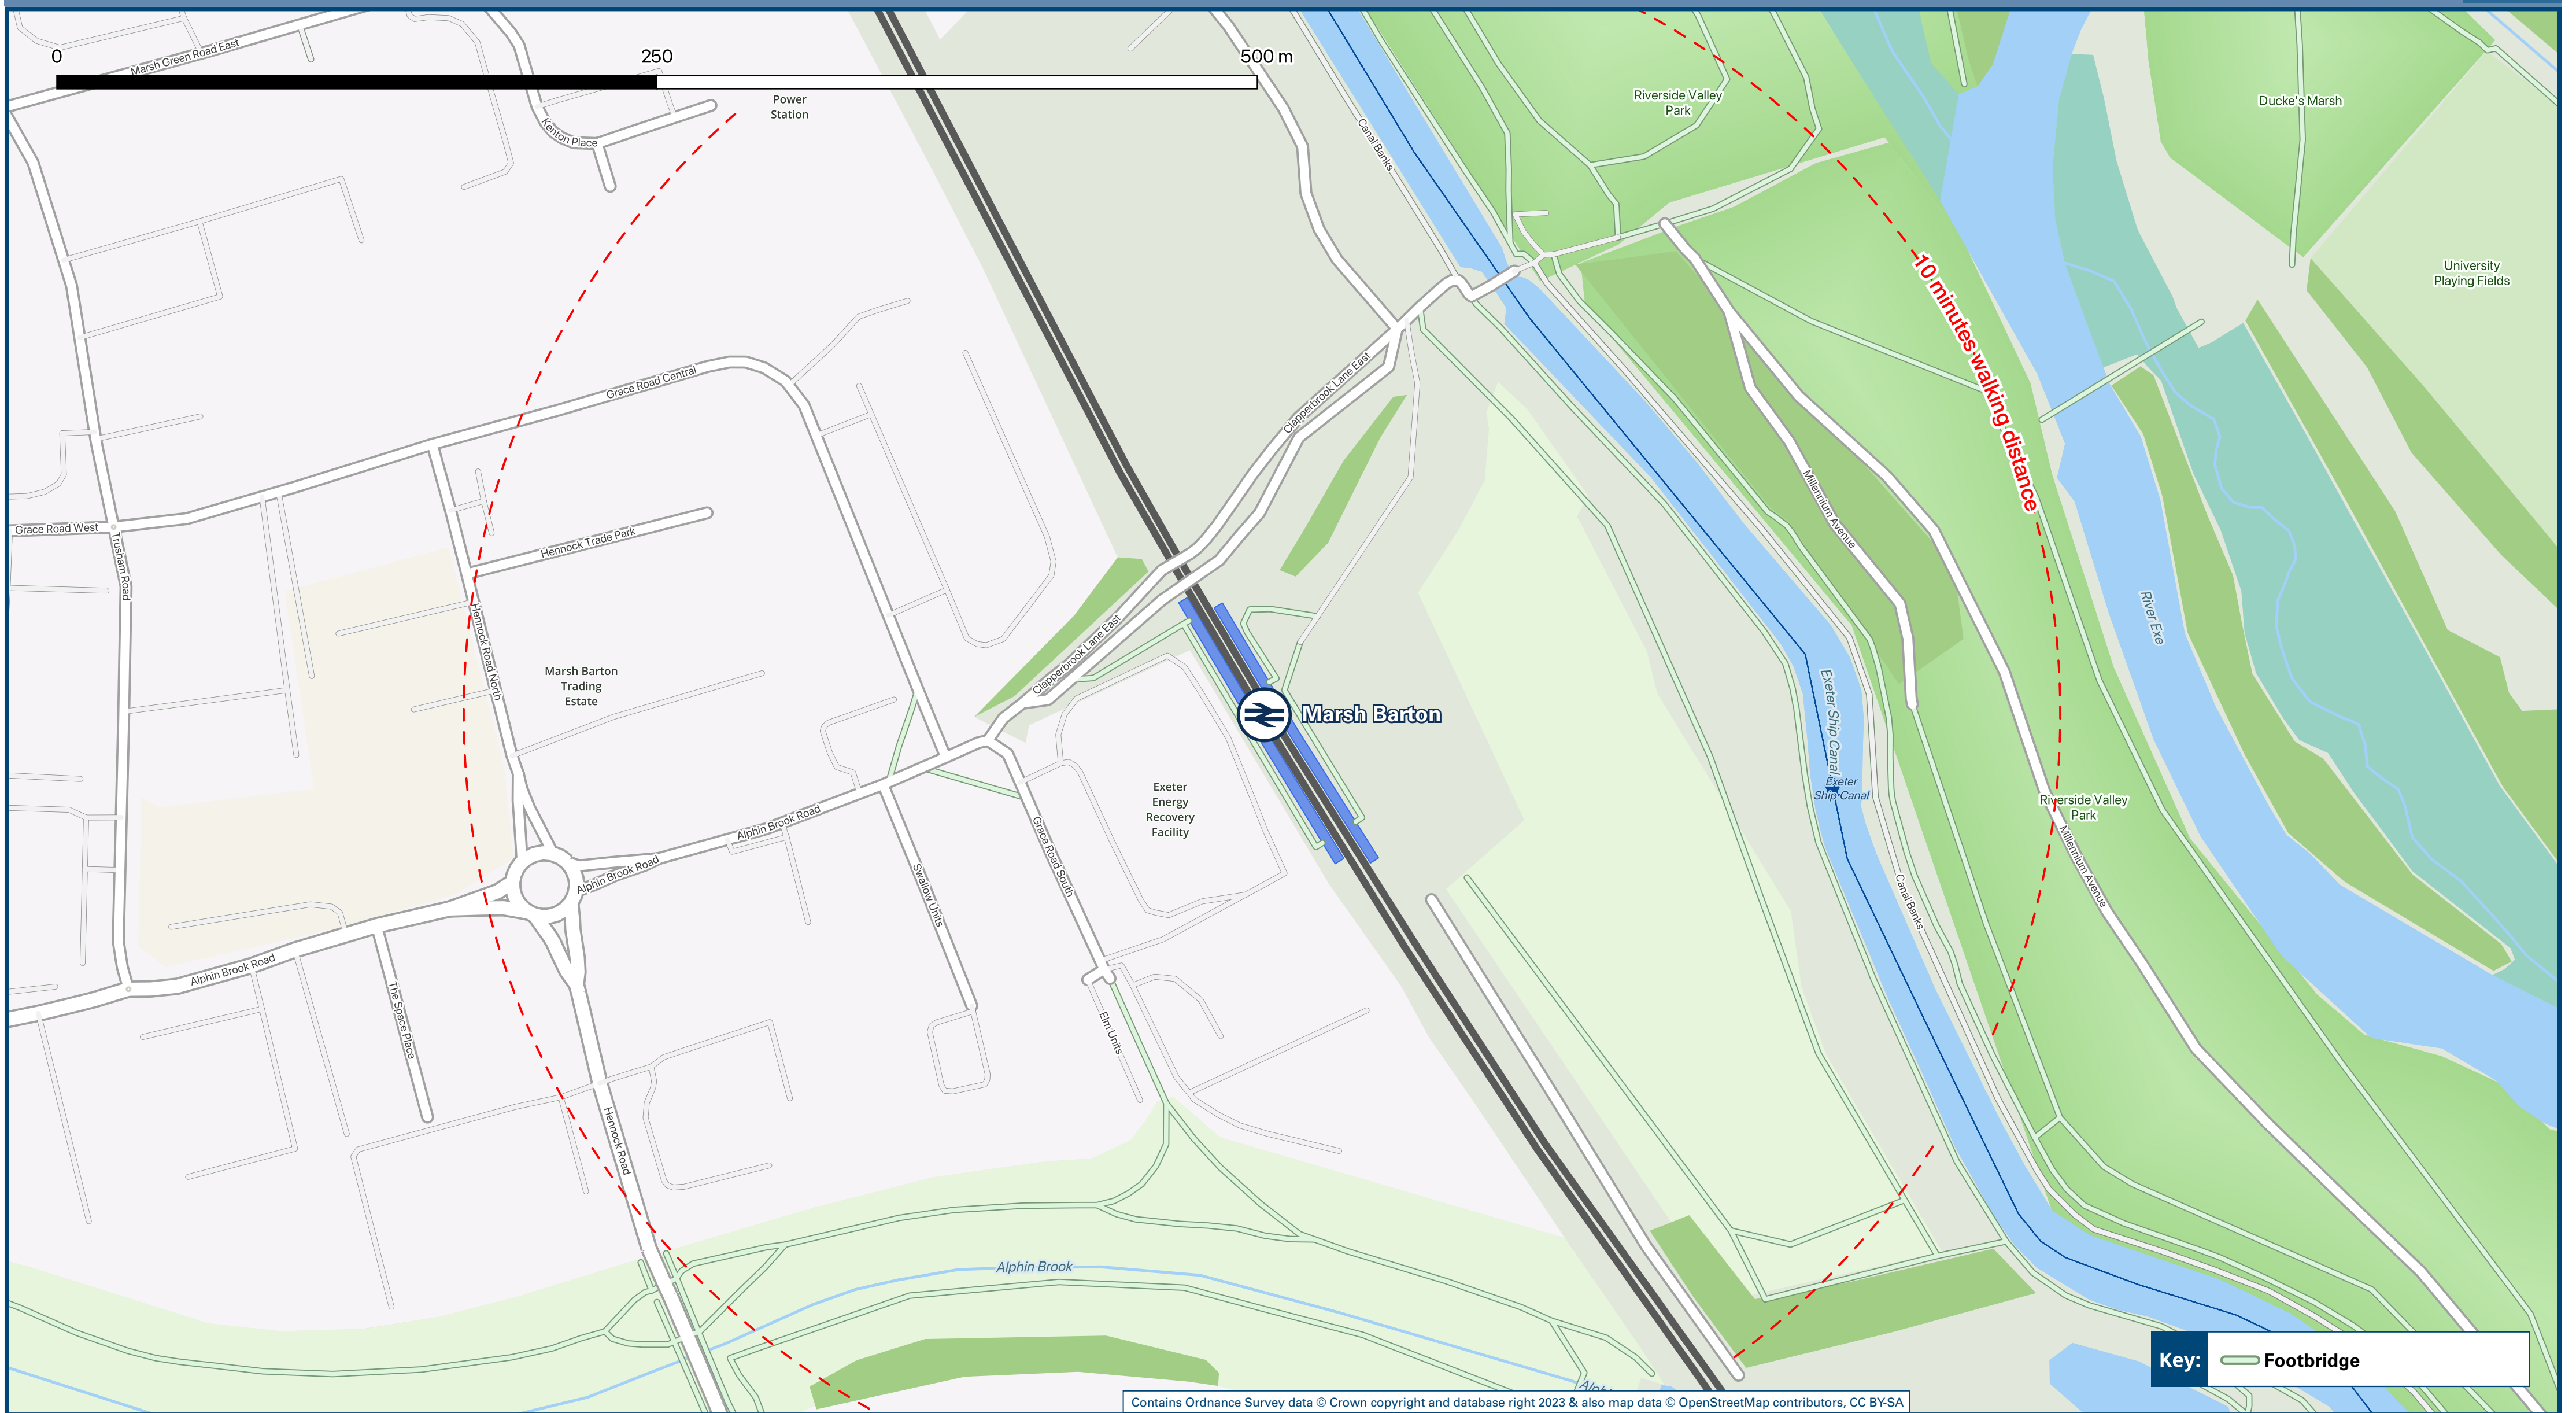 0
250
500 m
Marsh Green Road East
Power
Station
Kenton Place
Canal Banks
Riverside Valley
Park
Ducke's Marsh
University
Playing Fields
10 minutes walking distance
Grace Road Central
Clapperbrook Lane East
Grace Road West
Trusham Road
Hennock Trade Park
Millennium Avenue
River Exe
Hennock Road North
Marsh Barton
Trading
Estate
Clapperbrook Lane East
Marsh Barton
Exeter Ship Canal
Exeter
Ship Canal
Riverside Valley
Park
Millennium Avenue
Exeter
Energy
Recovery
Facility
Alphin Brook Road
Alphin Brook Road
Grace Road South
Swallow Units
Canal Banks
Alphin Brook Road
The Space Place
Elm Units
Hennock Road
Alphin Brook
Key:
Footbridge
Contains Ordnance Survey data © Crown copyright and database right 2023 & also map data © OpenStreetMap contributors, CC BY-SA